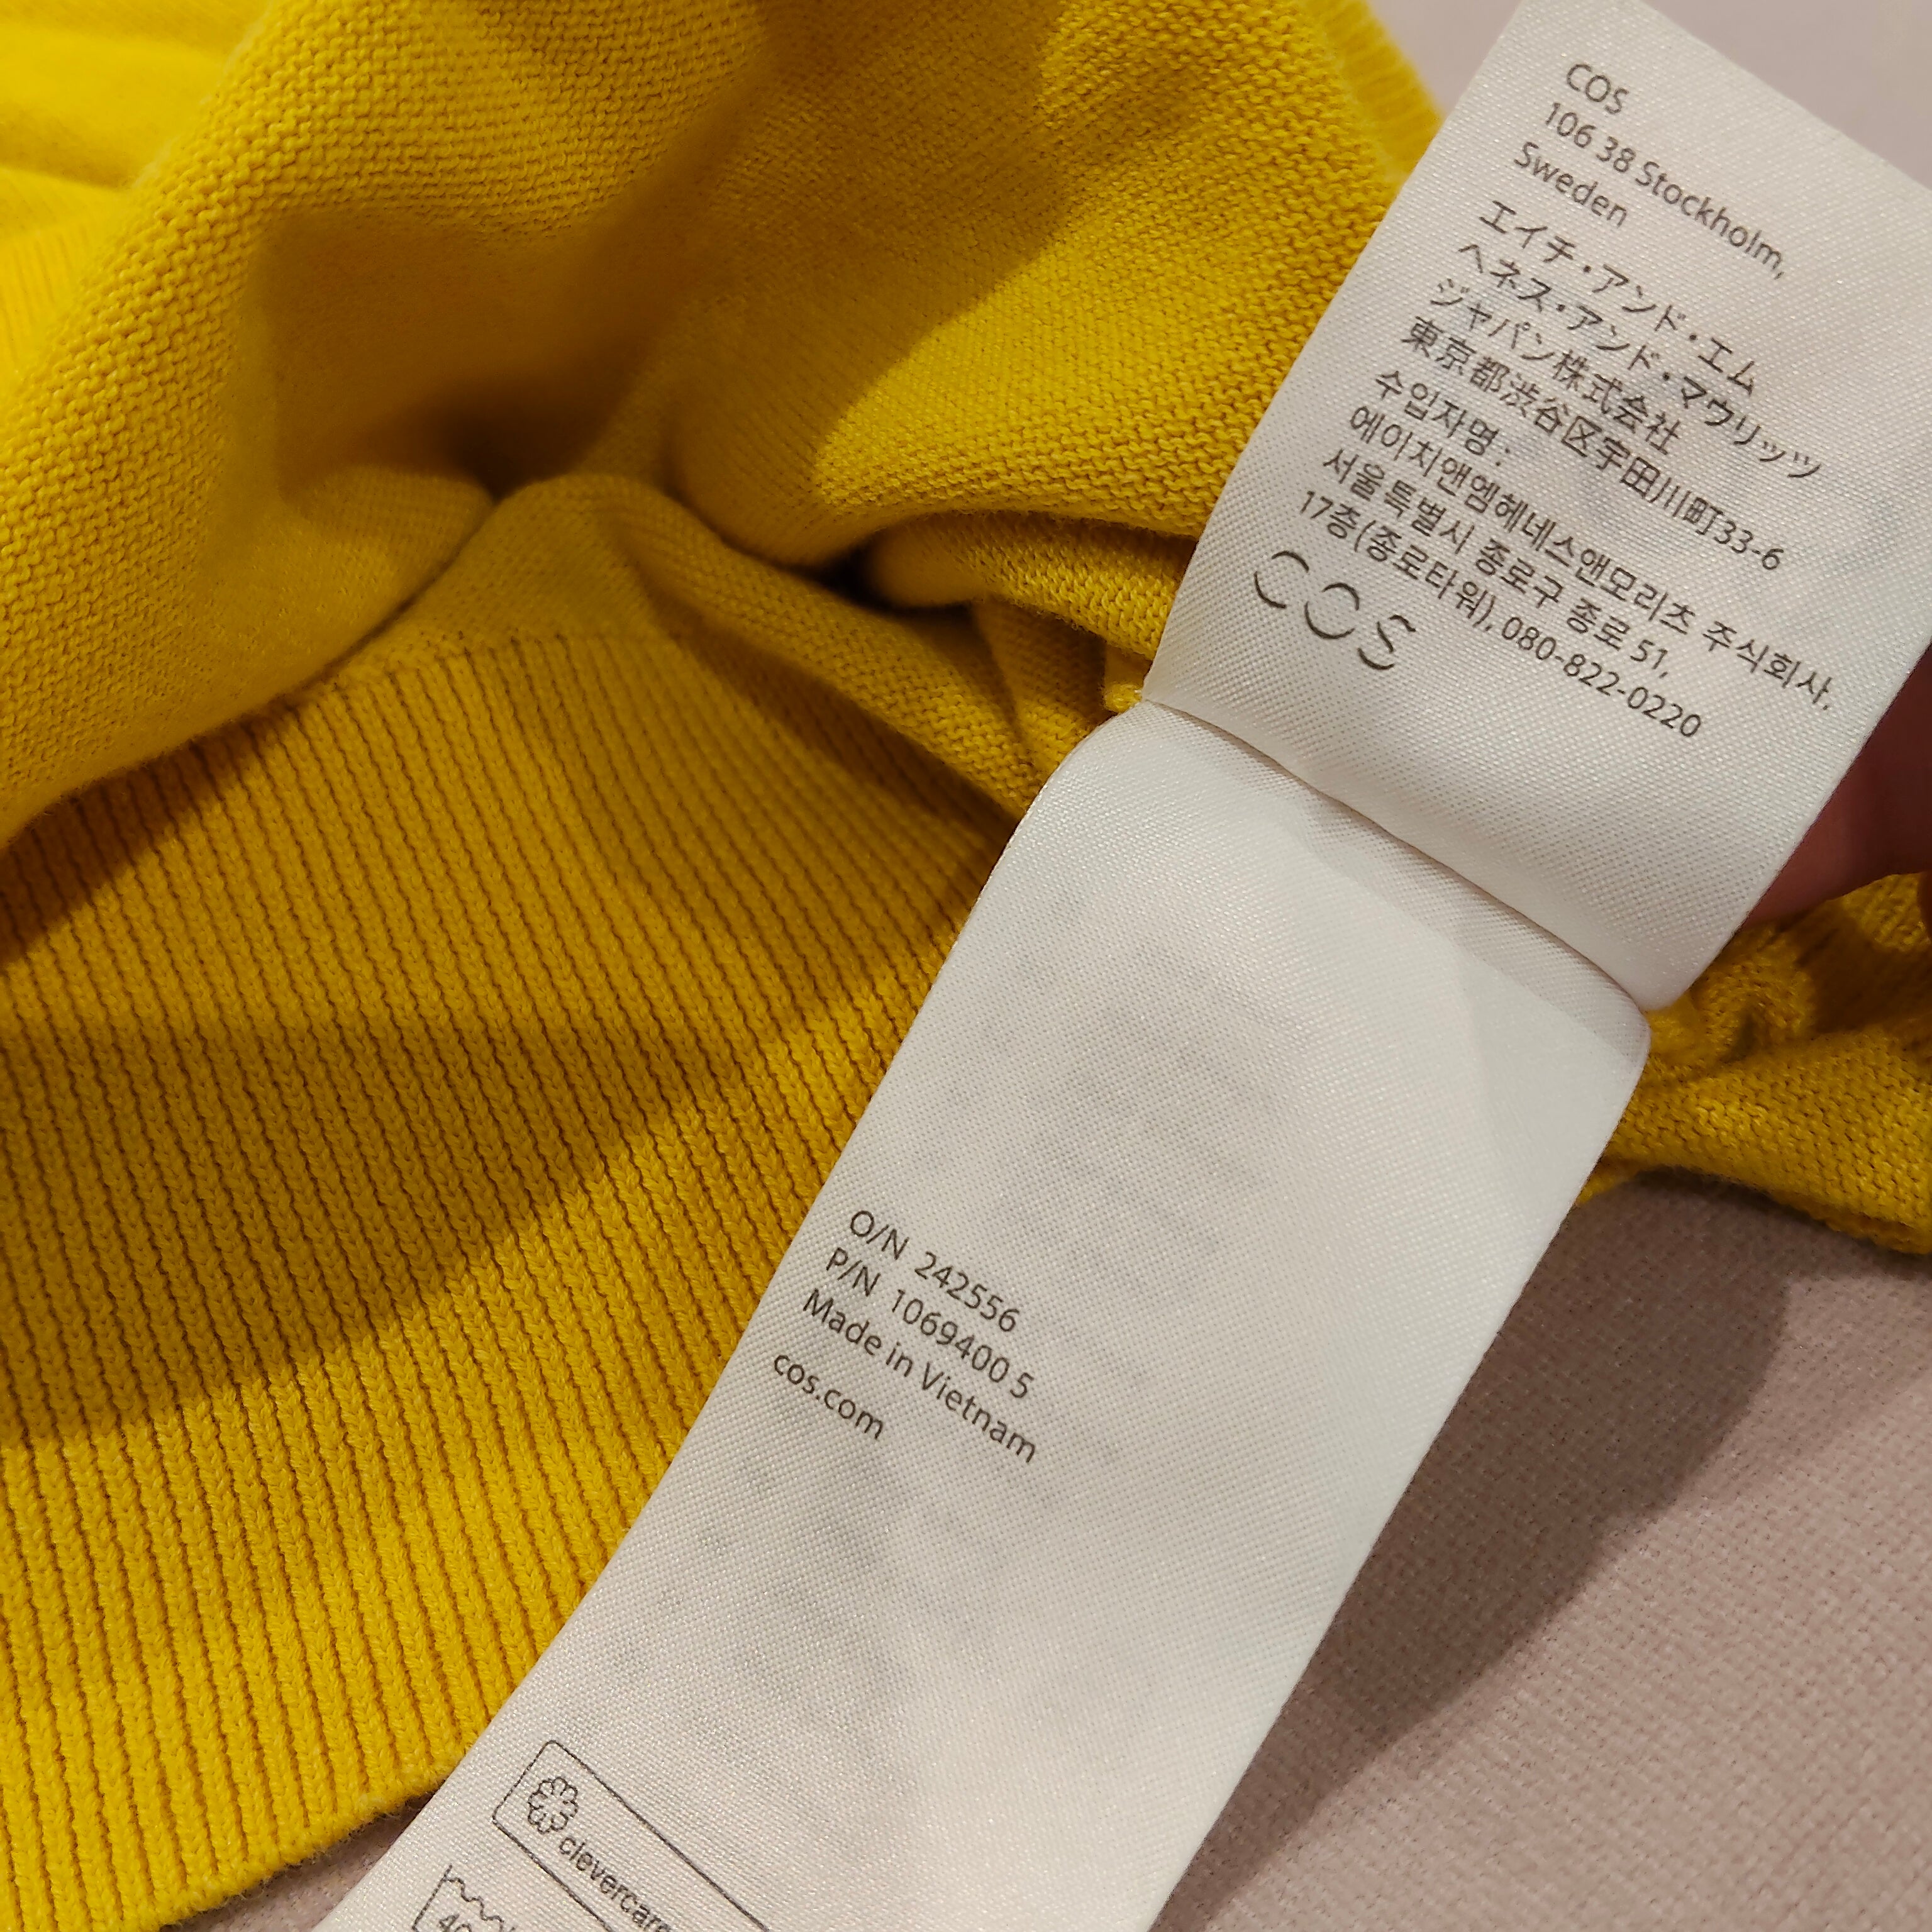 COS
106 38 Stockholm,
Sweden
エイチ・アンド・エム
ヘネス・アンド・マウリッツ
ジャパン株式会社
東京都渋谷区宇田川町33-6
수입자명 :
에이치앤엠헤네스앤모리츠 주식회사,
서울특별시 종로구 종로 51,
17층(종로타워), 080-822-0220
COS
O/N 242556
P/N 1069400 5
Made in Vietnam
cos.com
clevercare
40